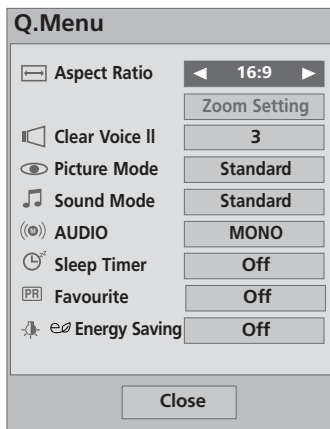 Q.Menu
Aspect Ratio ◄ 16:9 ►
Zoom Setting
Clear Voice ll 3
Picture Mode Standard
Sound Mode Standard
AUDIO MONO
Sleep Timer Off
PR Favourite Off
Energy Saving Off
Close